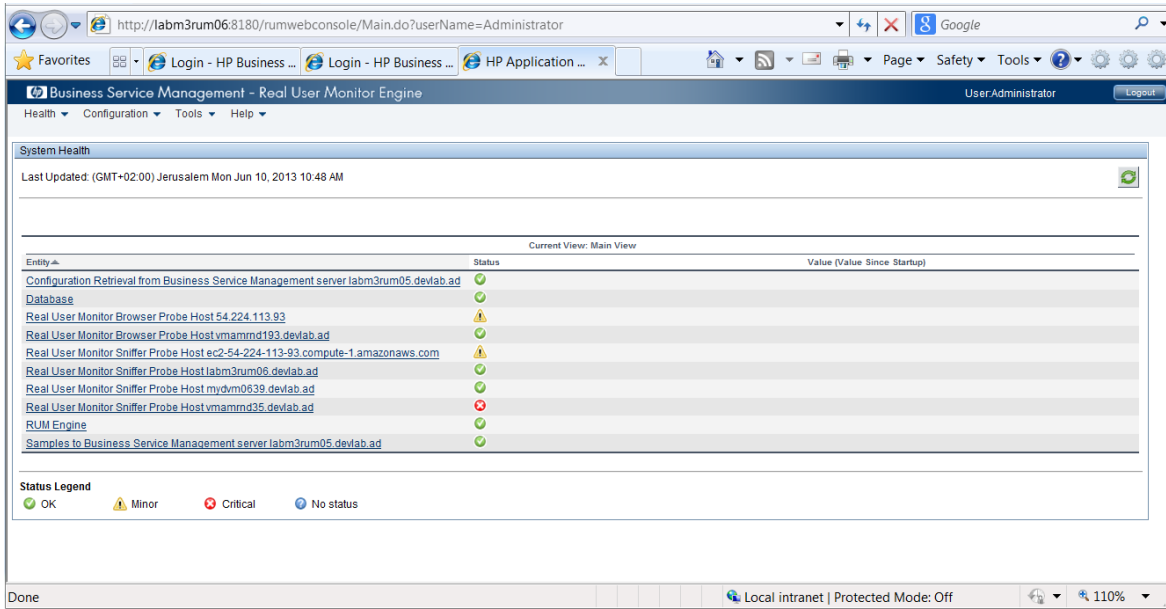 http://labm3rum06:8180/rumwebconsole/Main.do?userName=Administrator
Google
Favorites
Login - HP Business ...
Login - HP Business ...
HP Application ...
X
Page
Safety
Tools
Business Service Management - Real User Monitor Engine
User:Administrator
Logout
Health
Configuration
Tools
Help
System Health
Last Updated: (GMT+02:00) Jerusalem Mon Jun 10, 2013 10:48 AM
Current View: Main View
Entity
Status
Value (Value Since Startup)
Configuration Retrieval from Business Service Management server labm3rum05.devlab.ad
Database
Real User Monitor Browser Probe Host 54.224.113.93
Real User Monitor Browser Probe Host vmamrnd193.devlab.ad
Real User Monitor Sniffer Probe Host ec2-54-224-113-93.compute-1.amazonaws.com
Real User Monitor Sniffer Probe Host labm3rum06.devlab.ad
Real User Monitor Sniffer Probe Host mydvm0639.devlab.ad
Real User Monitor Sniffer Probe Host vmamrnd35.devlab.ad
RUM Engine
Samples to Business Service Management server labm3rum05.devlab.ad
Status Legend
OK
Minor
Critical
No status
Done
Local intranet | Protected Mode: Off
110%